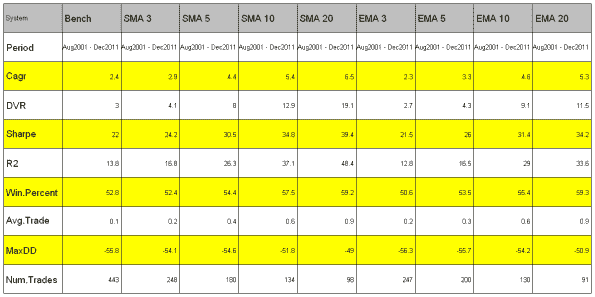 System Bench SMA 3 SMA 5 SMA 10 SMA 20 EMA 3 EMA 5 EMA 10 EMA 20
Period Aug2001 - Dec2011 Aug2001 - Dec2011 Aug2001 - Dec2011 Aug2001 - Dec2011 Aug2001 - Dec2011 Aug2001 - Dec2011 Aug2001 - Dec2011 Aug2001 - Dec2011 Aug2001 - Dec2011
Cagr 2.4 2.9 4.4 5.4 6.5 2.3 3.3 4.6 5.3
DVR 3 4.1 8 12.9 19.1 2.7 4.3 9.1 11.5
Sharpe 22 24.2 30.5 34.8 39.4 21.5 26 31.4 34.2
R2 13.8 16.8 26.3 37.1 48.4 12.8 16.5 29 33.6
Win.Percent 52.8 52.4 54.4 57.5 59.2 50.6 53.5 55.4 59.3
Avg.Trade 0.1 0.2 0.4 0.6 0.9 0.2 0.3 0.6 0.9
MaxDD -55.8 -54.1 -54.6 -51.8 -49 -56.3 -55.7 -54.2 -50.9
Num.Trades 443 248 180 134 98 247 200 130 91